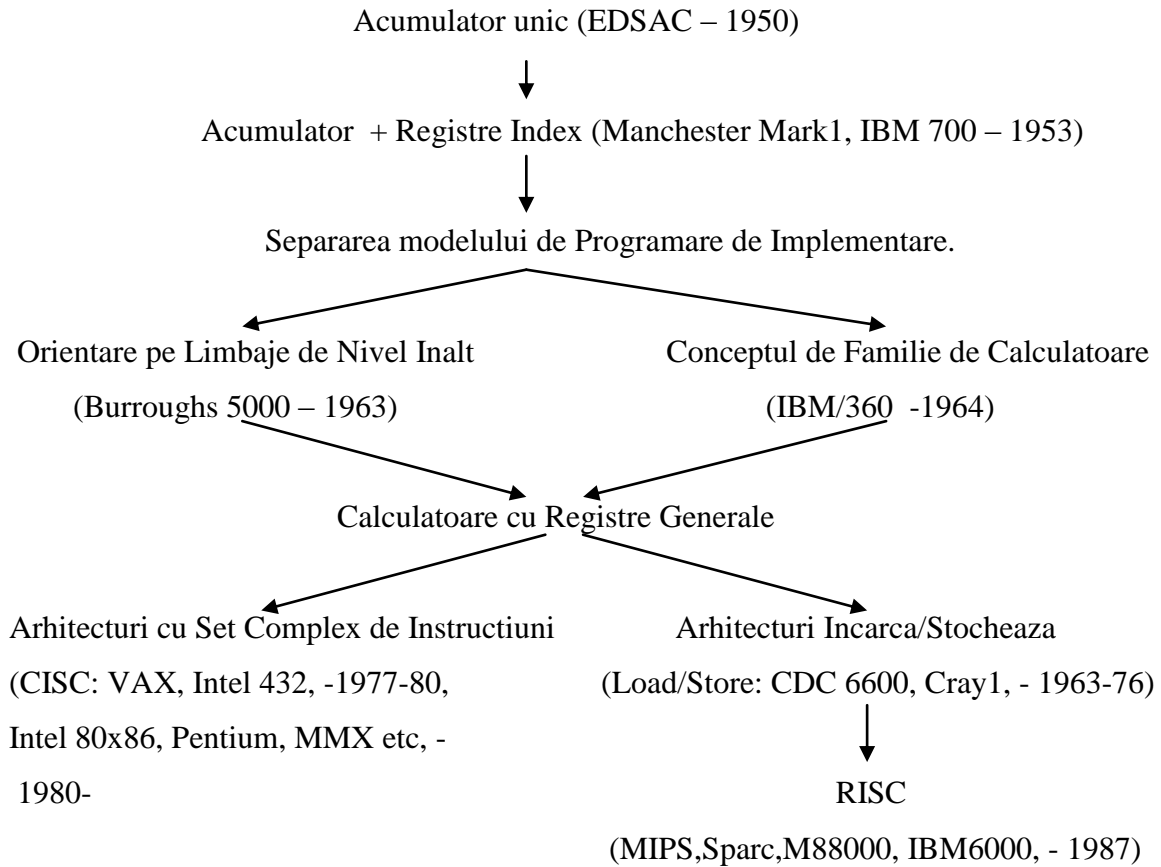 Acumulator unic (EDSAC – 1950)
Acumulator + Registre Index (Manchester Mark1, IBM 700 – 1953)
Separarea modelului de Programare de Implementare.
Orientare pe Limbaje de Nivel Inalt
(Burroughs 5000 – 1963)
Conceptul de Familie de Calculatoare
(IBM/360 -1964)
Calculatoare cu Registre Generale
Arhitecturi cu Set Complex de Instructiuni
(CISC: VAX, Intel 432, -1977-80,
Intel 80x86, Pentium, MMX etc, -
1980-
Arhitecturi Incarca/Stocheaza
(Load/Store: CDC 6600, Cray1, - 1963-76)
RISC
(MIPS,Sparc,M88000, IBM6000, - 1987)